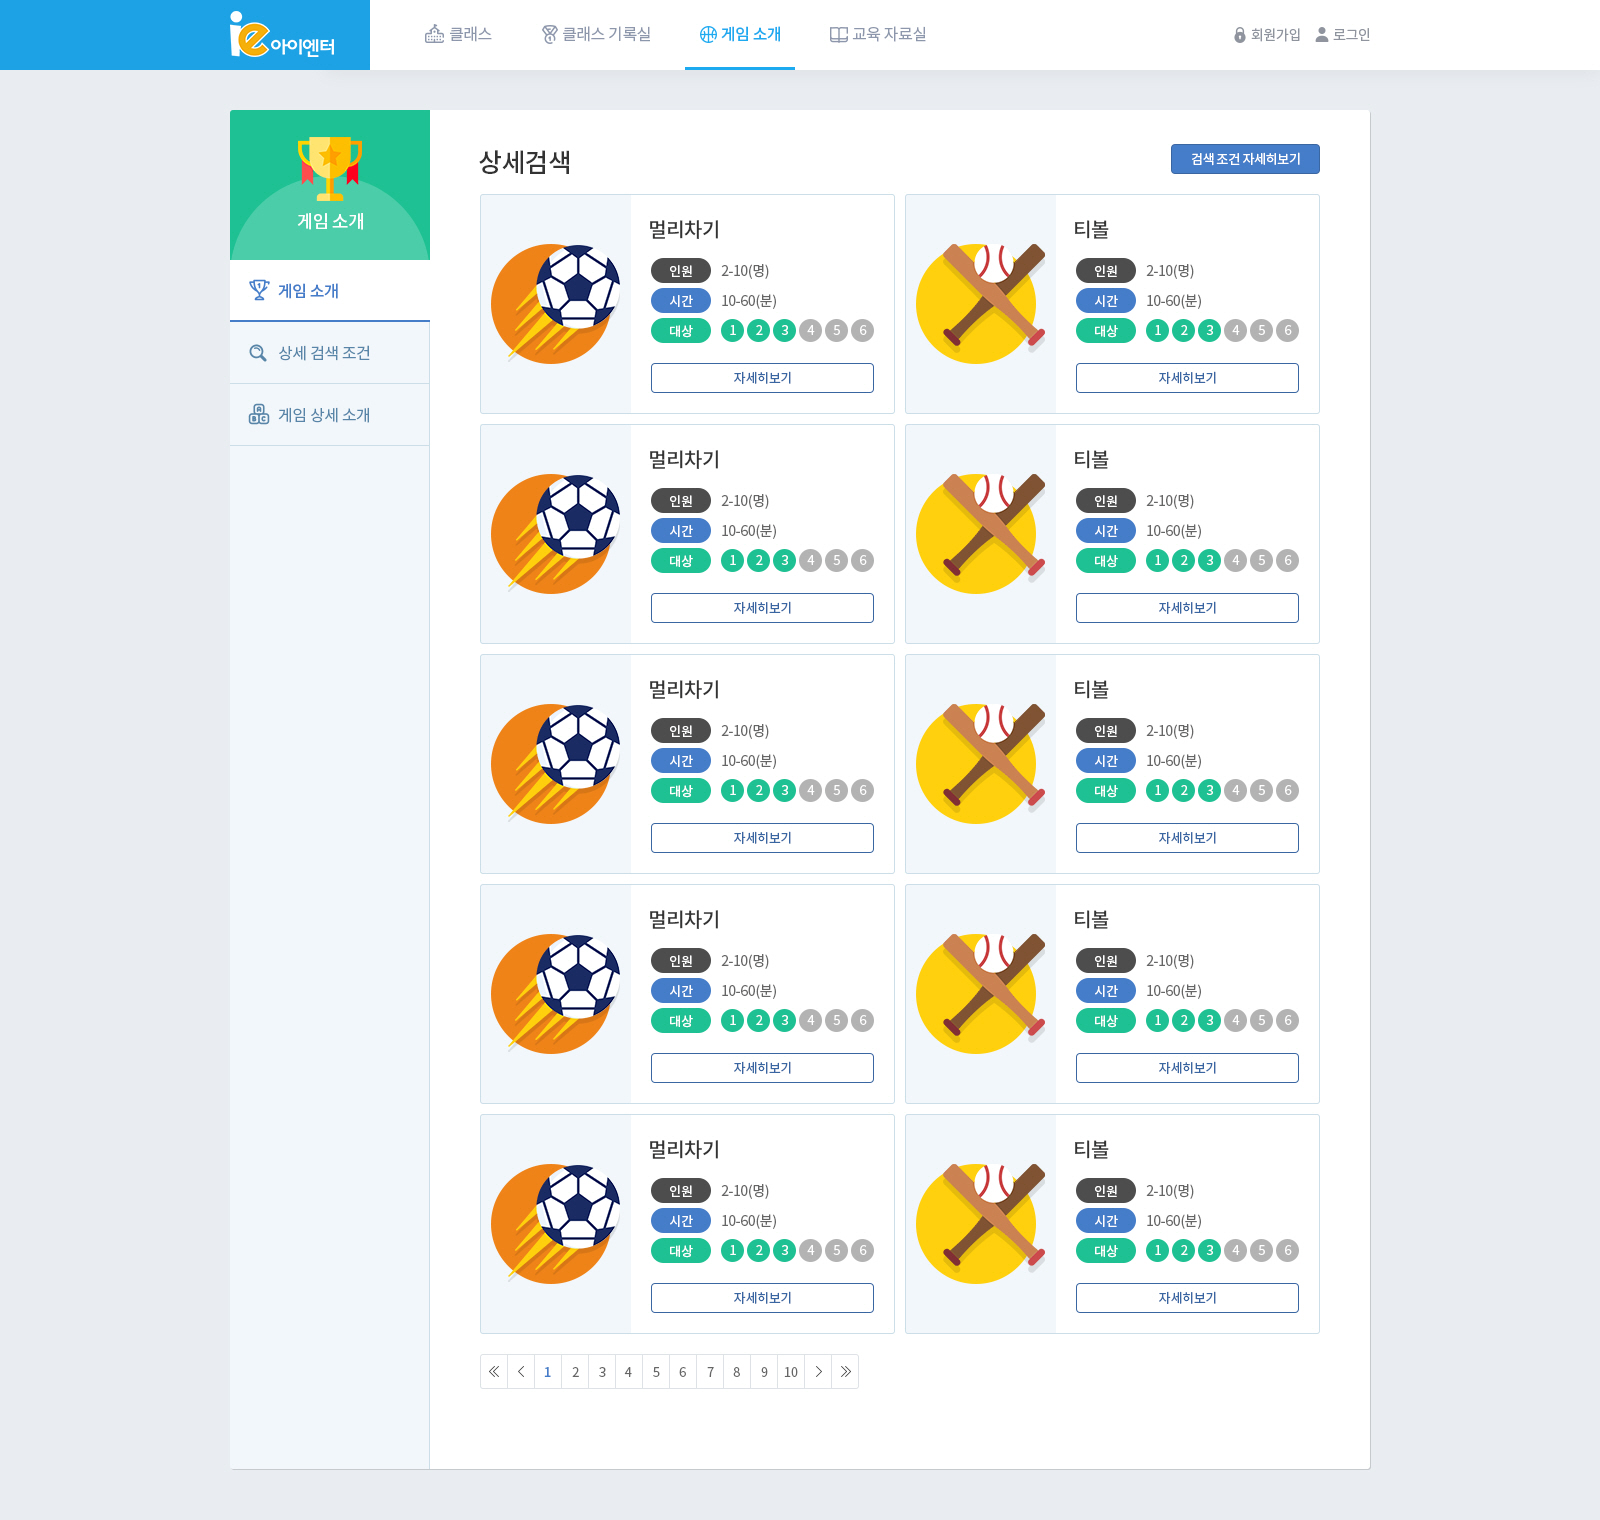 ie 아이엔터
클래스
클래스 기록실
게임 소개
교육 자료실
회원가입
로그인
게임 소개
게임 소개
상세 검색 조건
게임 상세 소개
상세검색
검색 조건 자세히보기
멀리차기
인원 2-10(명)
시간 10-60(분)
대상 1 2 3 4 5 6
자세히보기
티볼
인원 2-10(명)
시간 10-60(분)
대상 1 2 3 4 5 6
자세히보기
멀리차기
인원 2-10(명)
시간 10-60(분)
대상 1 2 3 4 5 6
자세히보기
티볼
인원 2-10(명)
시간 10-60(분)
대상 1 2 3 4 5 6
자세히보기
멀리차기
인원 2-10(명)
시간 10-60(분)
대상 1 2 3 4 5 6
자세히보기
티볼
인원 2-10(명)
시간 10-60(분)
대상 1 2 3 4 5 6
자세히보기
멀리차기
인원 2-10(명)
시간 10-60(분)
대상 1 2 3 4 5 6
자세히보기
티볼
인원 2-10(명)
시간 10-60(분)
대상 1 2 3 4 5 6
자세히보기
멀리차기
인원 2-10(명)
시간 10-60(분)
대상 1 2 3 4 5 6
자세히보기
티볼
인원 2-10(명)
시간 10-60(분)
대상 1 2 3 4 5 6
자세히보기
1 2 3 4 5 6 7 8 9 10